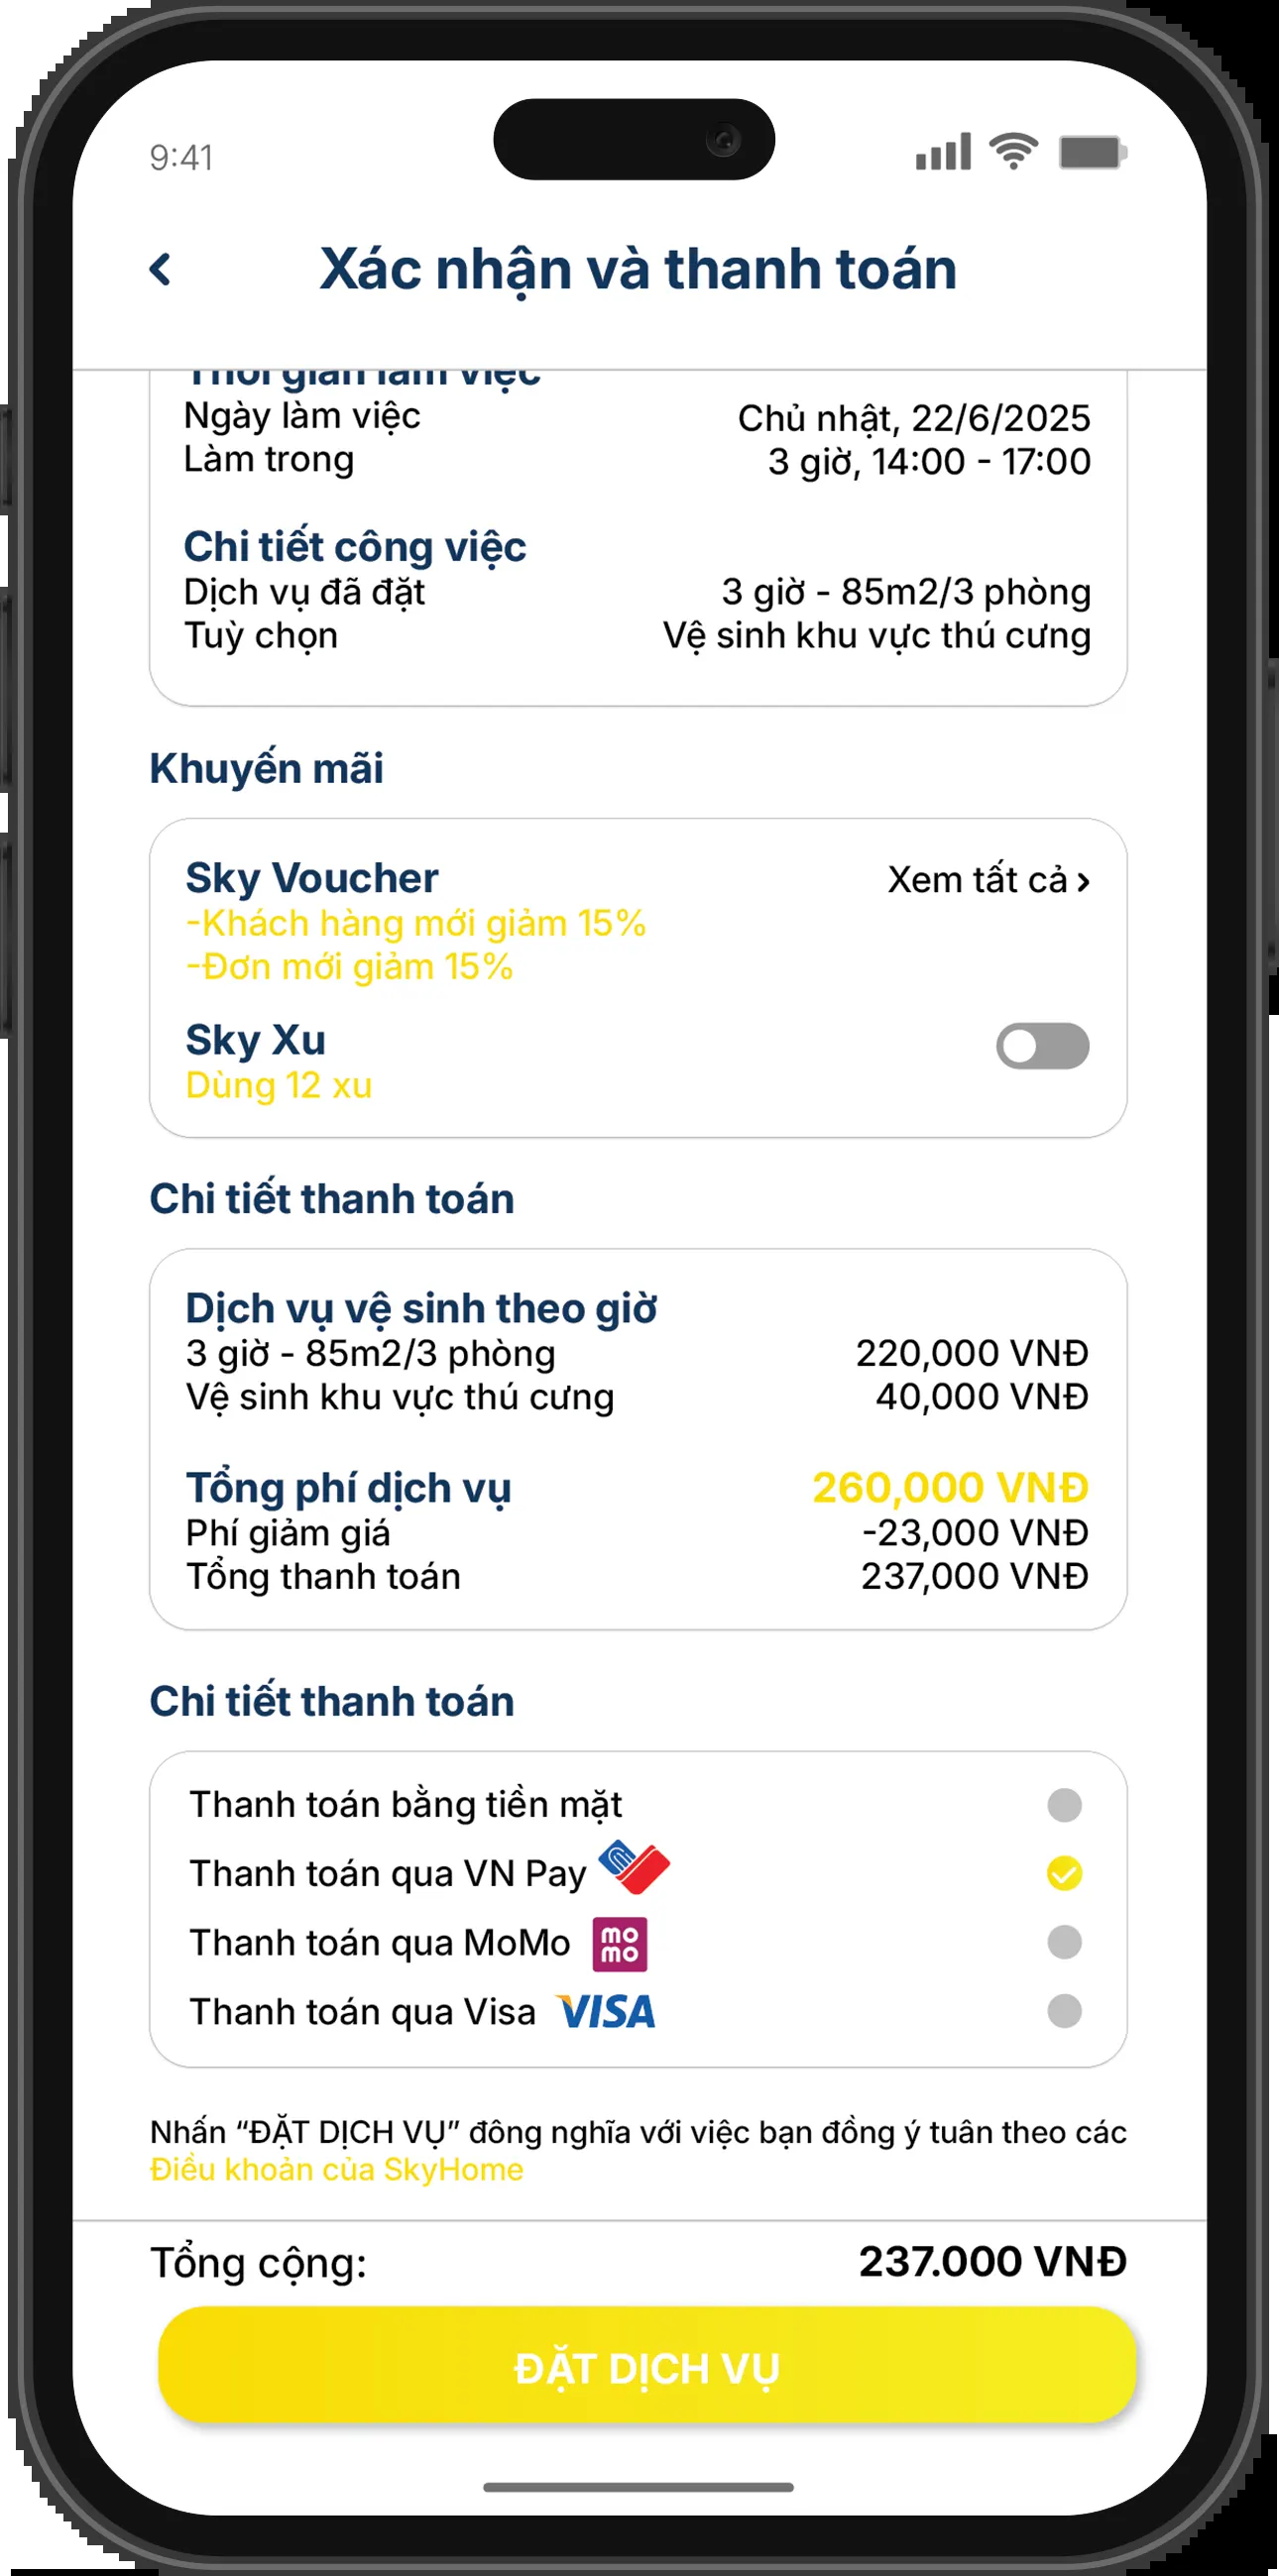 9:41
Xác nhận và thanh toán
Thời gian làm việc
Ngày làm việc Chủ nhật, 22/6/2025
Làm trong 3 giờ, 14:00 - 17:00
Chi tiết công việc
Dịch vụ đã đặt 3 giờ - 85m2/3 phòng
Tuỳ chọn Vệ sinh khu vực thú cưng
Khuyến mãi
Sky Voucher Xem tất cả ›
-Khách hàng mới giảm 15%
-Đơn mới giảm 15%
Sky Xu
Dùng 12 xu
Chi tiết thanh toán
Dịch vụ vệ sinh theo giờ
3 giờ - 85m2/3 phòng 220,000 VNĐ
Vệ sinh khu vực thú cưng 40,000 VNĐ
Tổng phí dịch vụ 260,000 VNĐ
Phí giảm giá -23,000 VNĐ
Tổng thanh toán 237,000 VNĐ
Chi tiết thanh toán
Thanh toán bằng tiền mặt
Thanh toán qua VN Pay
Thanh toán qua MoMo mo mo
Thanh toán qua Visa VISA
Nhấn “ĐẶT DỊCH VỤ” đông nghĩa với việc bạn đồng ý tuân theo các
Điều khoản của SkyHome
Tổng cộng: 237.000 VNĐ
ĐẶT DỊCH VỤ